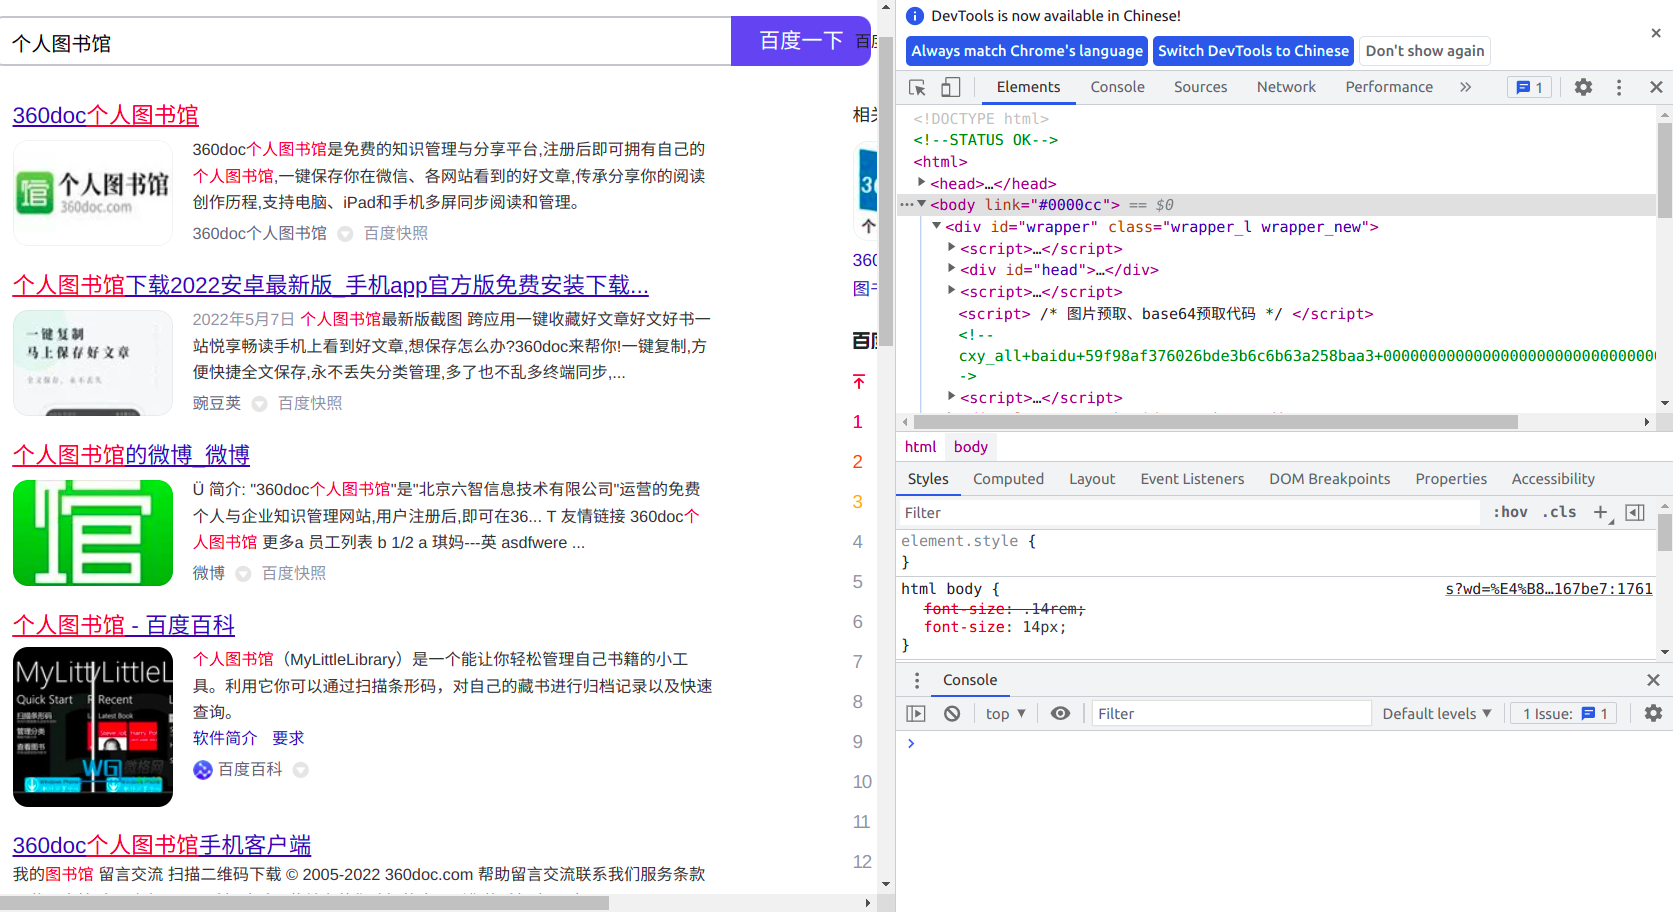 个人图书馆
百度一下
360doc个人图书馆
个人图书馆
360doc.com
360doc个人图书馆是免费的知识管理与分享平台,注册后即可拥有自己的
个人图书馆,一键保存你在微信、各网站看到的好文章,传承分享你的阅读
创作历程,支持电脑、iPad和手机多屏同步阅读和管理。
360doc个人图书馆 百度快照
个人图书馆下载2022安卓最新版_手机app官方版免费安装下载...
一键复制
马上保存好文章
全文保存、永不丢失
2022年5月7日 个人图书馆最新版截图 跨应用一键收藏好文章好文好书一
站悦享畅读手机上看到好文章,想保存怎么办?360doc来帮你!一键复制,方
便快捷全文保存,永不丢失分类管理,多了也不乱多终端同步,...
豌豆荚 百度快照
个人图书馆的微博_微博
Ü 简介: "360doc个人图书馆"是"北京六智信息技术有限公司"运营的免费
个人与企业知识管理网站,用户注册后,即可在36... T 友情链接 360doc个
人图书馆 更多a 员工列表 b 1/2 a 琪妈---英 asdfwere ...
微博 百度快照
个人图书馆 - 百度百科
MyLitt yLittleL
Quick Start Recent
扫描条形码 Latest Book
管理分类
查看图书
个人图书馆（MyLittleLibrary）是一个能让你轻松管理自己书籍的小工
具。利用它你可以通过扫描条形码，对自己的藏书进行归档记录以及快速
查询。
软件简介 要求
百度百科
360doc个人图书馆手机客户端
我的图书馆 留言交流 扫描二维码下载 © 2005-2022 360doc.com 帮助留言交流联系我们服务条款
百
相
个
360
图书
百
1
2
3
4
5
6
7
8
9
10
11
12
DevTools is now available in Chinese!
Always match Chrome's language Switch DevTools to Chinese Don't show again
Elements Console Sources Network Performance » 1
<!DOCTYPE html>
<!--STATUS OK-->
<html>
<head>…</head>
<body link="#0000cc"> == $0
<div id="wrapper" class="wrapper_l wrapper_new">
<script>…</script>
<div id="head">…</div>
<script>…</script>
<script> /* 图片预取、base64预取代码 */ </script>
<!--
cxy_all+baidu+59f98af376026bde3b6c6b63a258baa3+000000000000000000000000000000
->
<script>…</script>
html body
Styles Computed Layout Event Listeners DOM Breakpoints Properties Accessibility
Filter :hov .cls +
element.style {
}
html body { s?wd=%E4%B8…167be7:1761
font-size: .14rem;
font-size: 14px;
}
Console
top Filter Default levels 1 Issue: 1